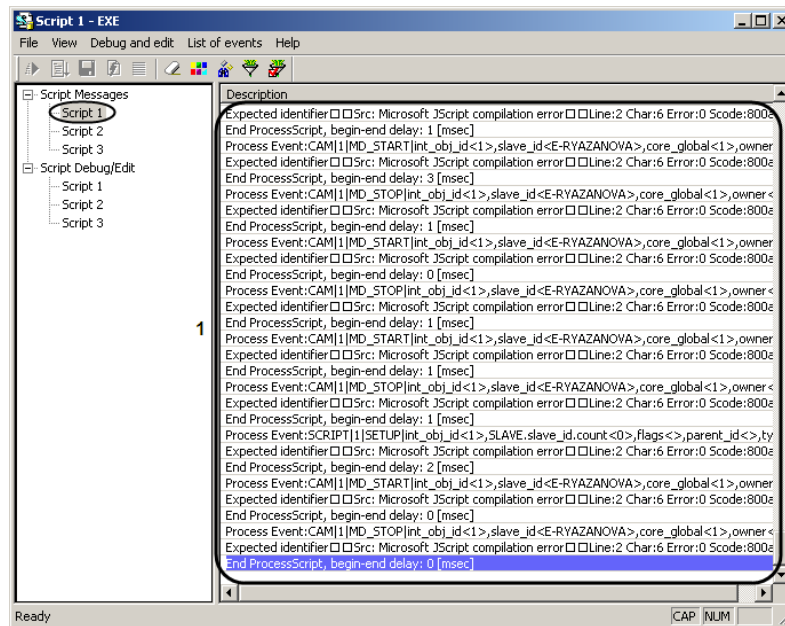 Script 1 - EXE
File View Debug and edit List of events Help
Script Messages
Script 1
Script 2
Script 3
Script Debug/Edit
Script 1
Script 2
Script 3
1
Description
Expected identifier□□Src: Microsoft JScript compilation error□□Line:2 Char:6 Error:0 Scode:800a
End ProcessScript, begin-end delay: 1 [msec]
Process Event:CAM|1|MD_START|int_obj_id<1>,slave_id<E-RYAZANOVA>,core_global<1>,owner
Expected identifier□□Src: Microsoft JScript compilation error□□Line:2 Char:6 Error:0 Scode:800a
End ProcessScript, begin-end delay: 3 [msec]
Process Event:CAM|1|MD_STOP|int_obj_id<1>,slave_id<E-RYAZANOVA>,core_global<1>,owner<
Expected identifier□□Src: Microsoft JScript compilation error□□Line:2 Char:6 Error:0 Scode:800a
End ProcessScript, begin-end delay: 1 [msec]
Process Event:CAM|1|MD_START|int_obj_id<1>,slave_id<E-RYAZANOVA>,core_global<1>,owner
Expected identifier□□Src: Microsoft JScript compilation error□□Line:2 Char:6 Error:0 Scode:800a
End ProcessScript, begin-end delay: 0 [msec]
Process Event:CAM|1|MD_STOP|int_obj_id<1>,slave_id<E-RYAZANOVA>,core_global<1>,owner<
Expected identifier□□Src: Microsoft JScript compilation error□□Line:2 Char:6 Error:0 Scode:800a
End ProcessScript, begin-end delay: 1 [msec]
Process Event:CAM|1|MD_START|int_obj_id<1>,slave_id<E-RYAZANOVA>,core_global<1>,owner
Expected identifier□□Src: Microsoft JScript compilation error□□Line:2 Char:6 Error:0 Scode:800a
End ProcessScript, begin-end delay: 1 [msec]
Process Event:CAM|1|MD_STOP|int_obj_id<1>,slave_id<E-RYAZANOVA>,core_global<1>,owner<
Expected identifier□□Src: Microsoft JScript compilation error□□Line:2 Char:6 Error:0 Scode:800a
End ProcessScript, begin-end delay: 1 [msec]
Process Event:SCRIPT|1|SETUP|int_obj_id<1>,SLAVE.slave_id.count<0>,flags<>,parent_id<>,ty
Expected identifier□□Src: Microsoft JScript compilation error□□Line:2 Char:6 Error:0 Scode:800a
End ProcessScript, begin-end delay: 2 [msec]
Process Event:CAM|1|MD_START|int_obj_id<1>,slave_id<E-RYAZANOVA>,core_global<1>,owner
Expected identifier□□Src: Microsoft JScript compilation error□□Line:2 Char:6 Error:0 Scode:800a
End ProcessScript, begin-end delay: 0 [msec]
Process Event:CAM|1|MD_STOP|int_obj_id<1>,slave_id<E-RYAZANOVA>,core_global<1>,owner<
Expected identifier□□Src: Microsoft JScript compilation error□□Line:2 Char:6 Error:0 Scode:800a
End ProcessScript, begin-end delay: 0 [msec]
Ready
CAP NUM